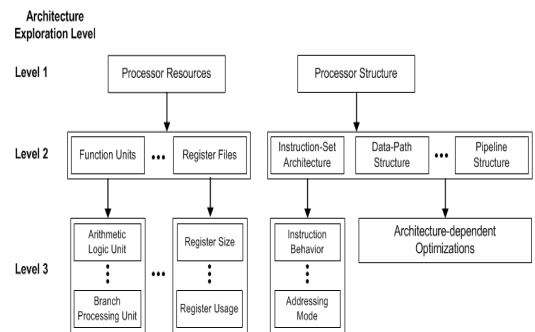 Architecture
Exploration Level
Level 1
Processor Resources
Processor Structure
Level 2
Function Units
•••
Register Files
Instruction-Set
Architecture
Data-Path
Structure
•••
Pipeline
Structure
Level 3
Arithmetic
Logic Unit
Branch
Processing Unit
•••
Register Size
Register Usage
Instruction
Behavior
Addressing
Mode
Architecture-dependent
Optimizations